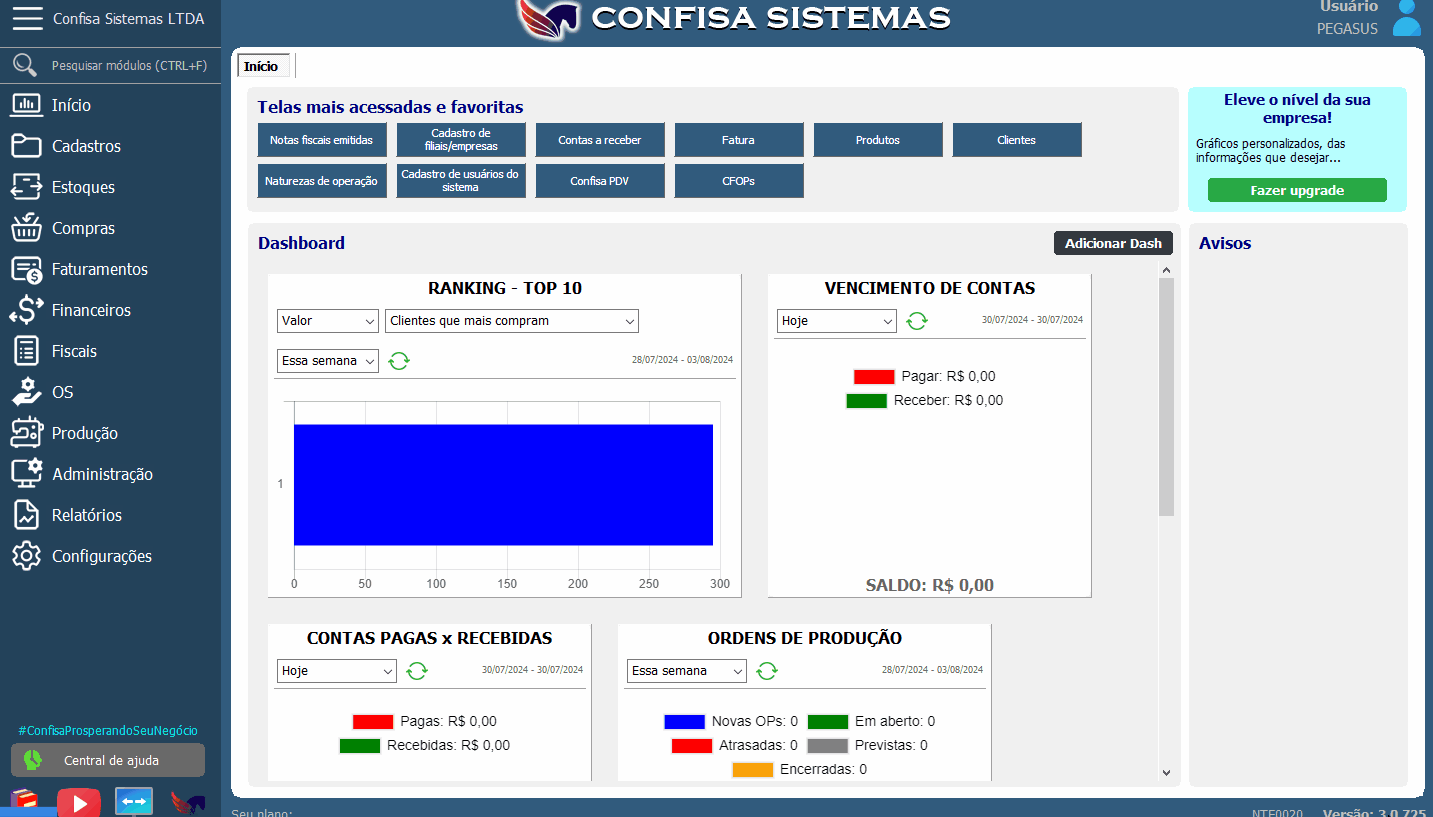 Confisa Sistemas LTDA
Pesquisar módulos (CTRL+F)
Início
Cadastros
Estoques
Compras
Faturamentos
Financeiros
Fiscais
OS
Produção
Administração
Relatórios
Configurações
#ConfisaProsperandoSeuNegócio
Central de ajuda
CONFISA SISTEMAS
Usuário
PEGASUS
Início
Telas mais acessadas e favoritas
Notas fiscais emitidas
Cadastro de
filiais/empresas
Contas a receber
Fatura
Produtos
Clientes
Naturezas de operação
Cadastro de usuários do
sistema
Confisa PDV
CFOPs
Eleve o nível da sua
empresa!
Gráficos personalizados, das
informações que desejar...
Fazer upgrade
Dashboard
Adicionar Dash
Avisos
RANKING - TOP 10
Valor
Clientes que mais compram
Essa semana
28/07/2024 - 03/08/2024
1
0 50 100 150 200 250 300
VENCIMENTO DE CONTAS
Hoje
30/07/2024 - 30/07/2024
Pagar: R$ 0,00
Receber: R$ 0,00
SALDO: R$ 0,00
CONTAS PAGAS x RECEBIDAS
Hoje
30/07/2024 - 30/07/2024
Pagas: R$ 0,00
Recebidas: R$ 0,00
ORDENS DE PRODUÇÃO
Essa semana
28/07/2024 - 03/08/2024
Novas OPs: 0 Em aberto: 0
Atrasadas: 0 Previstas: 0
Encerradas: 0
Seu plano:
NTF0020
Versão: 3.0.725